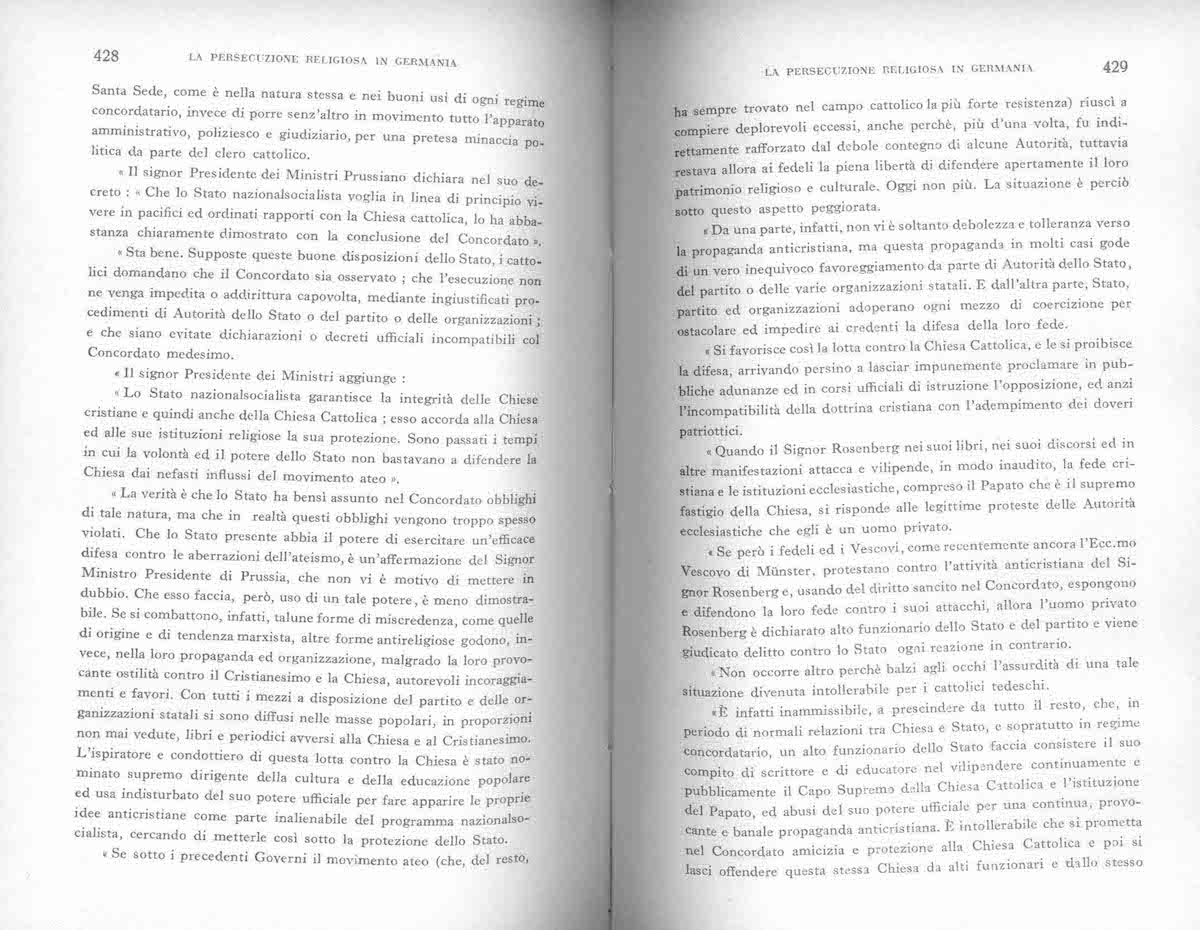 428 LA PERSECUZIONE RELIGIOSA IN GERMANIA
Santa Sede, come è nella natura stessa e nei buoni usi di ogni regime
concordatario, invece di porre senz'altro in movimento tutto l'apparato
amministrativo, poliziesco e giudiziario, per una pretesa minaccia po-
litica da parte del clero cattolico.
« Il signor Presidente dei Ministri Prussiano dichiara nel suo de-
creto : « Che lo Stato nazionalsocialista voglia in linea di principio vi-
vere in pacifici ed ordinati rapporti con la Chiesa cattolica, lo ha abba-
stanza chiaramente dimostrato con la conclusione del Concordato ».
« Sta bene. Supposte queste buone disposizioni dello Stato, i catto-
lici domandano che il Concordato sia osservato ; che l'esecuzione non
ne venga impedita o addirittura capovolta, mediante ingiustificati pro-
cedimenti di Autorità dello Stato o del partito o delle organizzazioni ;
e che siano evitate dichiarazioni o decreti ufficiali incompatibili col
Concordato medesimo.
« Il signor Presidente dei Ministri aggiunge :
« Lo Stato nazionalsocialista garantisce la integrità delle Chiese
cristiane e quindi anche della Chiesa Cattolica ; esso accorda alla Chiesa
ed alle sue istituzioni religiose la sua protezione. Sono passati i tempi
in cui la volontà ed il potere dello Stato non bastavano a difendere la
Chiesa dai nefasti influssi del movimento ateo ».
« La verità è che lo Stato ha bensì assunto nel Concordato obblighi
di tale natura, ma che in realtà questi obblighi vengono troppo spesso
violati. Che lo Stato presente abbia il potere di esercitare un'efficace
difesa contro le aberrazioni dell'ateismo, è un'affermazione del Signor
Ministro Presidente di Prussia, che non vi è motivo di mettere in
dubbio. Che esso faccia, però, uso di un tale potere, è meno dimostra-
bile. Se si combattono, infatti, talune forme di miscredenza, come quelle
di origine e di tendenza marxista, altre forme antireligiose godono, in-
vece, nella loro propaganda ed organizzazione, malgrado la loro provo-
cante ostilità contro il Cristianesimo e la Chiesa, autorevoli incoraggia-
menti e favori. Con tutti i mezzi a disposizione del partito e delle or-
ganizzazioni statali si sono diffusi nelle masse popolari, in proporzioni
non mai vedute, libri e periodici avversi alla Chiesa e al Cristianesimo.
L'ispiratore e condottiero di questa lotta contro la Chiesa è stato no-
minato supremo dirigente della cultura e della educazione popolare
ed usa indisturbato del suo potere ufficiale per fare apparire le proprie
idee anticristiane come parte inalienabile del programma nazionalso-
cialista, cercando di metterle così sotto la protezione dello Stato.
« Se sotto i precedenti Governi il movimento ateo (che, del resto,
LA PERSECUZIONE RELIGIOSA IN GERMANIA 429
ha sempre trovato nel campo cattolico la più forte resistenza) riuscì a
compiere deplorevoli eccessi, anche perchè, più d'una volta, fu indi-
rettamente rafforzato dal debole contegno di alcune Autorità, tuttavia
restava allora ai fedeli la piena libertà di difendere apertamente il loro
patrimonio religioso e culturale. Oggi non più. La situazione è perciò
sotto questo aspetto peggiorata.
« Da una parte, infatti, non vi è soltanto debolezza e tolleranza verso
la propaganda anticristiana, ma questa propaganda in molti casi gode
di un vero inequivoco favoreggiamento da parte di Autorità dello Stato,
del partito o delle varie organizzazioni statali. E dall'altra parte, Stato,
partito ed organizzazioni adoperano ogni mezzo di coercizione per
ostacolare ed impedire ai credenti la difesa della loro fede.
« Si favorisce così la lotta contro la Chiesa Cattolica, e le si proibisce
la difesa, arrivando persino a lasciar impunemente proclamare in pub-
bliche adunanze ed in corsi ufficiali di istruzione l'opposizione, ed anzi
l'incompatibilità della dottrina cristiana con l'adempimento dei doveri
patriottici.
« Quando il Signor Rosenberg nei suoi libri, nei suoi discorsi ed in
altre manifestazioni attacca e vilipende, in modo inaudito, la fede cri-
stiana e le istituzioni ecclesiastiche, compreso il Papato che è il supremo
fastigio della Chiesa, si risponde alle legittime proteste delle Autorità
ecclesiastiche che egli è un uomo privato.
« Se però i fedeli ed i Vescovi, come recentemente ancora l'Ecc.mo
Vescovo di Münster, protestano contro l'attività anticristiana del Si-
gnor Rosenberg e, usando del diritto sancito nel Concordato, espongono
e difendono la loro fede contro i suoi attacchi, allora l'uomo privato
Rosenberg è dichiarato alto funzionario dello Stato e del partito e viene
giudicato delitto contro lo Stato ogni reazione in contrario.
« Non occorre altro perchè balzi agli occhi l'assurdità di una tale
situazione divenuta intollerabile per i cattolici tedeschi.
« È infatti inammissibile, a prescindere da tutto il resto, che, in
periodo di normali relazioni tra Chiesa e Stato, e sopratutto in regime
concordatario, un alto funzionario dello Stato faccia consistere il suo
compito di scrittore e di educatore nel vilipendere continuamente e
pubblicamente il Capo Supremo della Chiesa Cattolica e l'istituzione
del Papato, ed abusi del suo potere ufficiale per una continua, provo-
cante e banale propaganda anticristiana. È intollerabile che si prometta
nel Concordato amicizia e protezione alla Chiesa Cattolica e poi si
lasci offendere questa stessa Chiesa da alti funzionari e dallo stesso